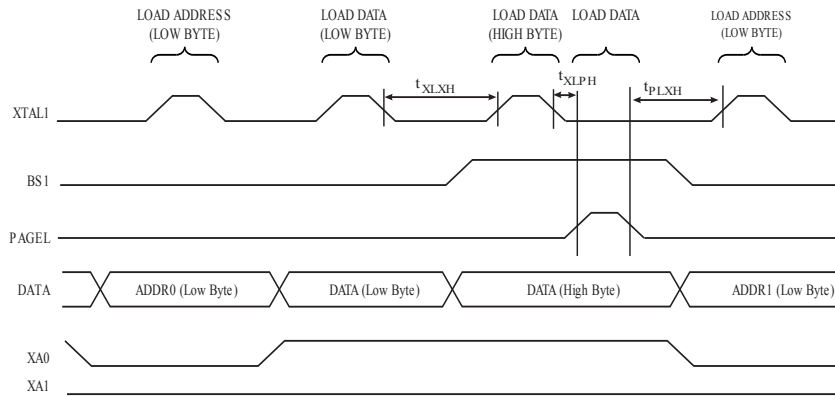 LOAD ADDRESS
(LOW BYTE)
LOAD DATA
(LOW BYTE)
LOAD DATA
(HIGH BYTE)
LOAD DATA
LOAD ADDRESS
(LOW BYTE)
tXLXH
tXLPH
tPLXH
XTAL1
BS1
PAGEL
DATA
ADDR0 (Low Byte)
DATA (Low Byte)
DATA (High Byte)
ADDR1 (Low Byte)
XA0
XA1